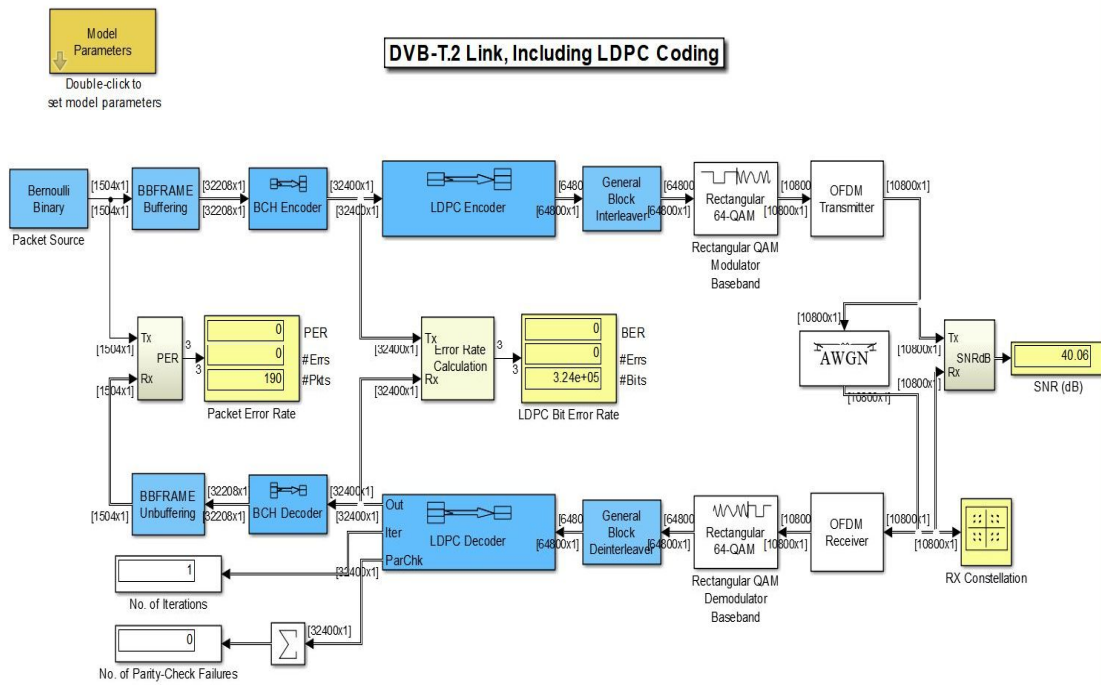 Model
Parameters
Double-click to
set model parameters
DVB-T.2 Link, Including LDPC Coding
Bernoulli
Binary
Packet Source
[1504x1]
[1504x1]
BBFRAME
Buffering
[32208x1]
[32208x1]
BCH Encoder
[32400x1]
[32400x1]
LDPC Encoder
[6480
[64800x1]
General
Block
Interleaver
[64800
[64800x1]
Rectangular
64-QAM
Rectangular QAM
Modulator
Baseband
[10800
[10800x1]
OFDM
Transmitter
[10800x1]
Tx
[1504x1]
Rx
[1504x1]
PER
3
3
0
PER
0
#Errs
190
#Pkts
Packet Error Rate
Tx
[32400x1]
Rx
Error Rate
Calculation
3
3
0
BER
0
#Errs
3.24e+05
#Bits
LDPC Bit Error Rate
[10800x1]
AWGN
[10800x1]
Tx
[10800x1]
Rx
[10800x1]
SNRdB
40.06
SNR (dB)
BBFRAME
Unbuffering
[1504x1]
[32208x1]
[32208x1]
BCH Decoder
[32400x1]
[32400x1]
Out
Iter
ParChk
LDPC Decoder
[6480
[64800x1]
General
Block
Deinterleaver
[64800
[64800x1]
Rectangular
64-QAM
Rectangular QAM
Demodulator
Baseband
[10800
[10800x1]
OFDM
Receiver
[10800x1]
[10800x1]
RX Constellation
1
No. of Iterations
[32400x1]
0
No. of Parity-Check Failures
Σ
[32400x1]